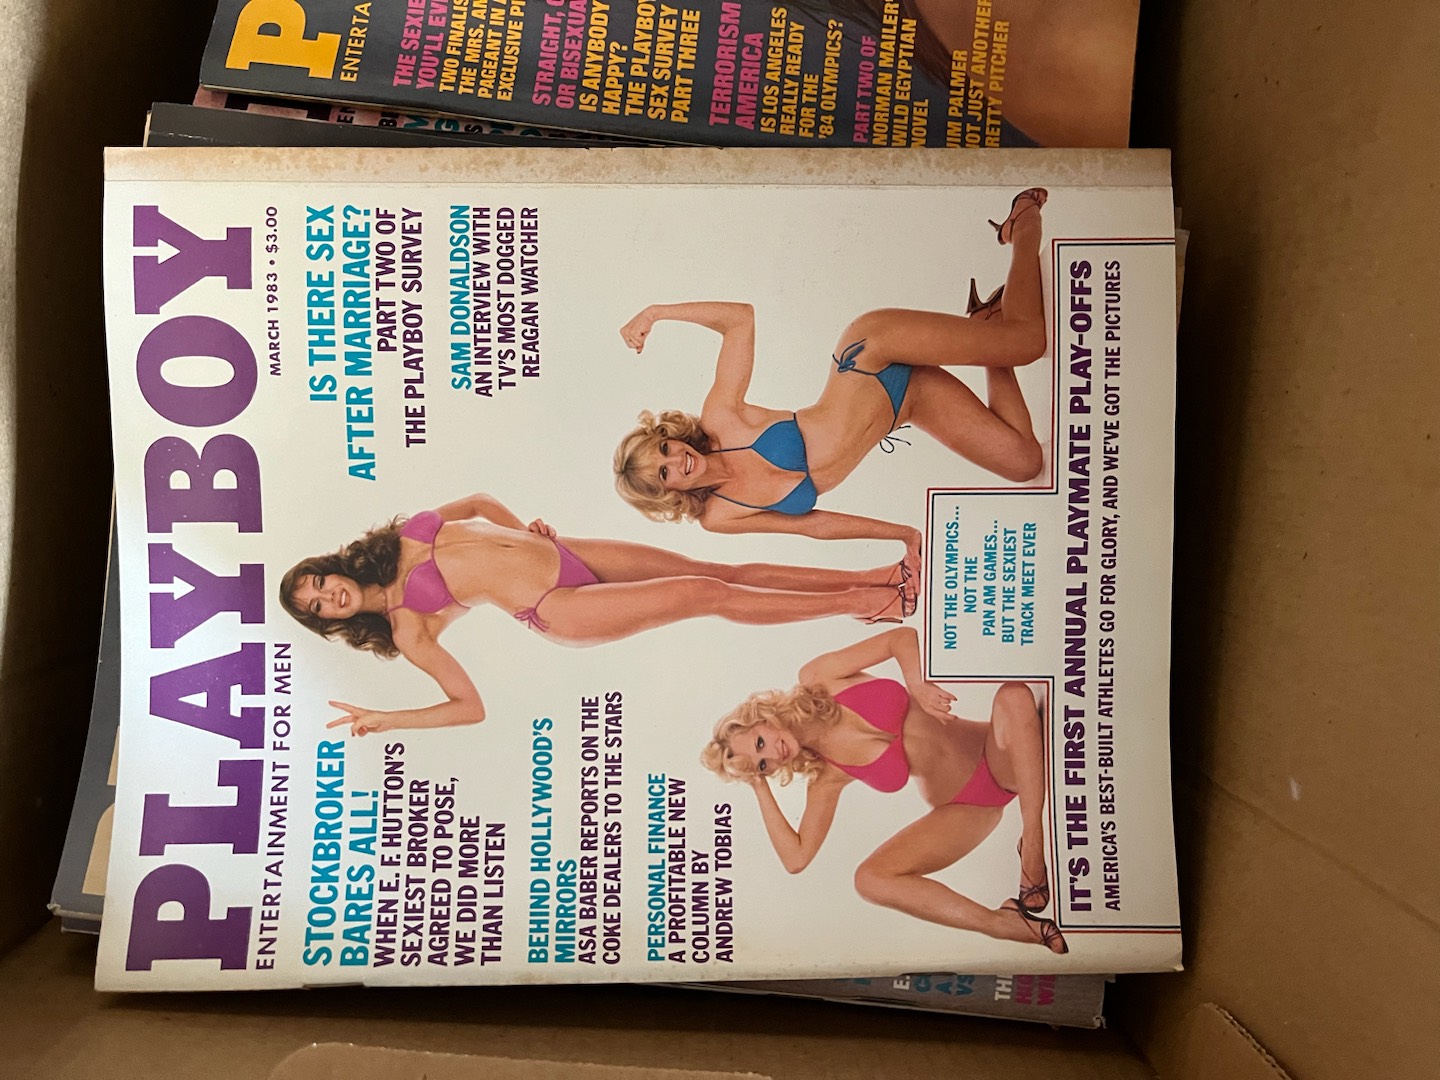 PLAYBOY
ENTERTAINMENT FOR MEN
MARCH 1983 • $3.00
STOCKBROKER
BARES ALL!
WHEN E. F. HUTTON'S
SEXIEST BROKER
AGREED TO POSE,
WE DID MORE
THAN LISTEN
BEHIND HOLLYWOOD'S
MIRRORS
ASA BABER REPORTS ON THE
COKE DEALERS TO THE STARS
PERSONAL FINANCE
A PROFITABLE NEW
COLUMN BY
ANDREW TOBIAS
IS THERE SEX
AFTER MARRIAGE?
PART TWO OF
THE PLAYBOY SURVEY
SAM DONALDSON
AN INTERVIEW WITH
TV'S MOST DOGGED
REAGAN WATCHER
NOT THE OLYMPICS...
NOT THE
PAN AM GAMES...
BUT THE SEXIEST
TRACK MEET EVER
IT'S THE FIRST ANNUAL PLAYMATE PLAY-OFFS
AMERICA'S BEST-BUILT ATHLETES GO FOR GLORY, AND WE'VE GOT THE PICTURES
P
ENTERTA
THE SEXIE
YOU'LL EV
TWO FINALIS
THE MRS. AM
PAGEANT IN A
EXCLUSIVE PI
STRAIGHT, G
OR BISEXUA
IS ANYBODY
HAPPY?
THE PLAYBOY
SEX SURVEY
PART THREE
TERRORISM
AMERICA
IS LOS ANGELES
REALLY READY
FOR THE
'84 OLYMPICS?
PART TWO OF
NORMAN MAILER'
WILD EGYPTIAN
NOVEL
IM PALMER
NOT JUST ANOTHER
RETTY PITCHER